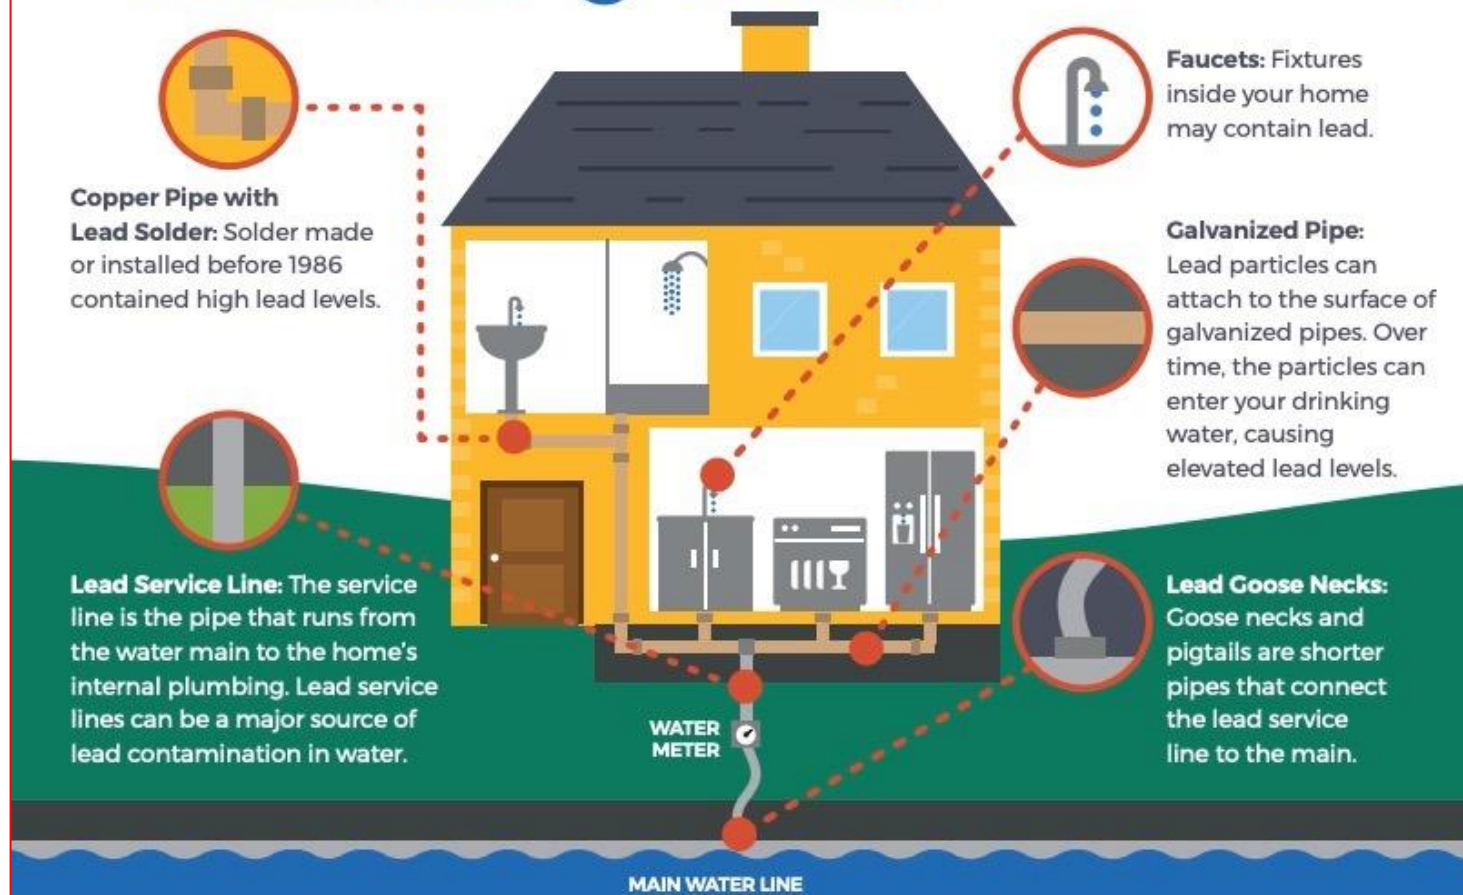 Copper Pipe with
Lead Solder: Solder made
or installed before 1986
contained high lead levels.
Faucets: Fixtures
inside your home
may contain lead.
Galvanized Pipe:
Lead particles can
attach to the surface of
galvanized pipes. Over
time, the particles can
enter your drinking
water, causing
elevated lead levels.
Lead Service Line: The service
line is the pipe that runs from
the water main to the home's
internal plumbing. Lead service
lines can be a major source of
lead contamination in water.
WATER
METER
Lead Goose Necks:
Goose necks and
pigtails are shorter
pipes that connect
the lead service
line to the main.
MAIN WATER LINE